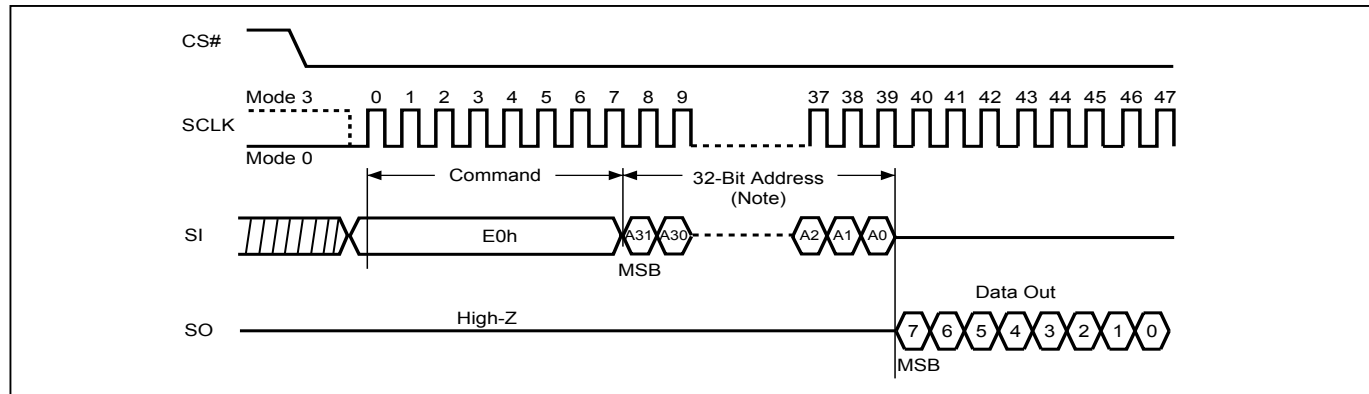 CS#
Mode 3 0 1 2 3 4 5 6 7 8 9 37 38 39 40 41 42 43 44 45 46 47
SCLK
Mode 0
Command 32-Bit Address
(Note)
SI E0h A31 A30 A2 A1 A0
MSB
Data Out
High-Z
SO 7 6 5 4 3 2 1 0
MSB